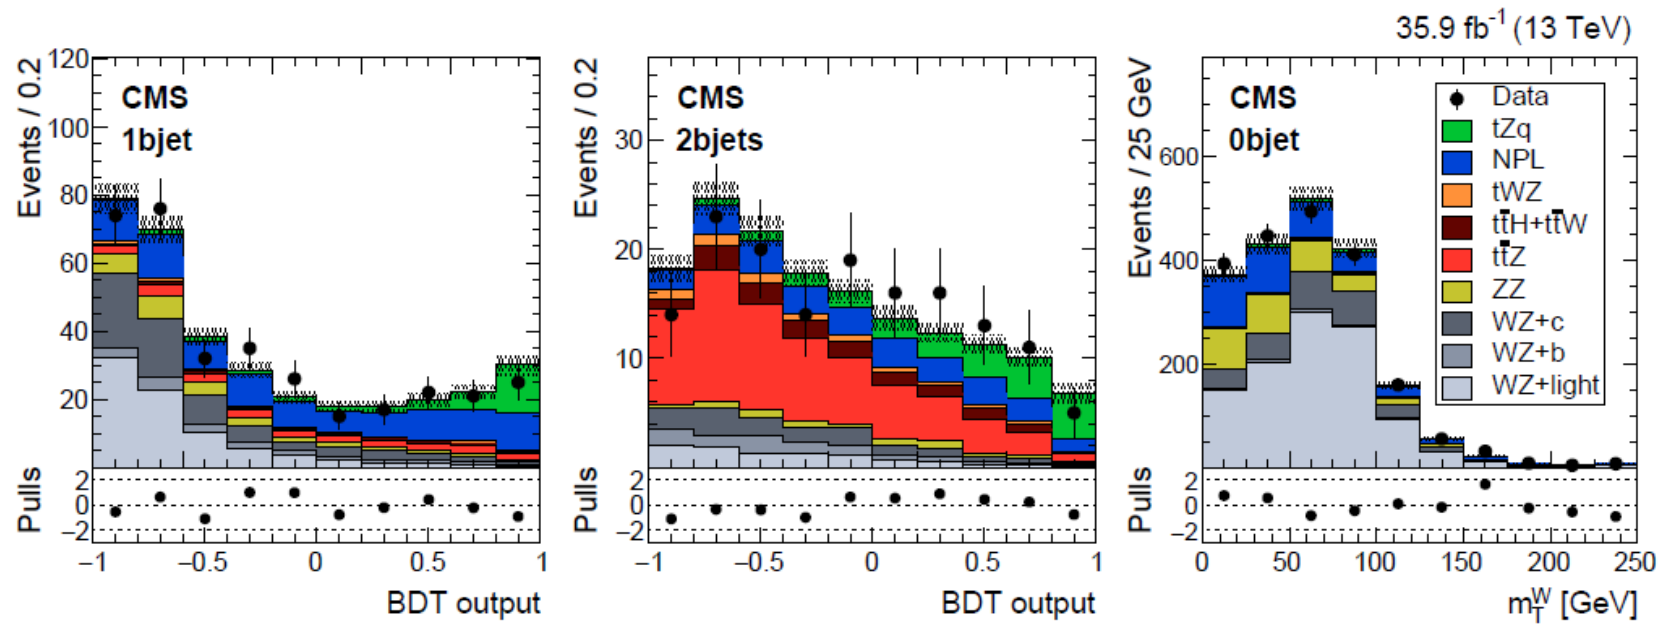 35.9 fb⁻¹ (13 TeV)
Events / 0.2
120
100
80
60
40
20
CMS
1bjet
Pulls
2
0
−2
−1
−0.5
0
0.5
1
BDT output
Events / 0.2
30
20
10
CMS
2bjets
Pulls
2
0
−2
−1
−0.5
0
0.5
1
BDT output
Events / 25 GeV
600
400
200
CMS
0bjet
Data
tZq
NPL
tWZ
tt̄H+tt̄W
tt̄Z
ZZ
WZ+c
WZ+b
WZ+light
Pulls
2
0
−2
0
50
100
150
200
250
m_T^W [GeV]